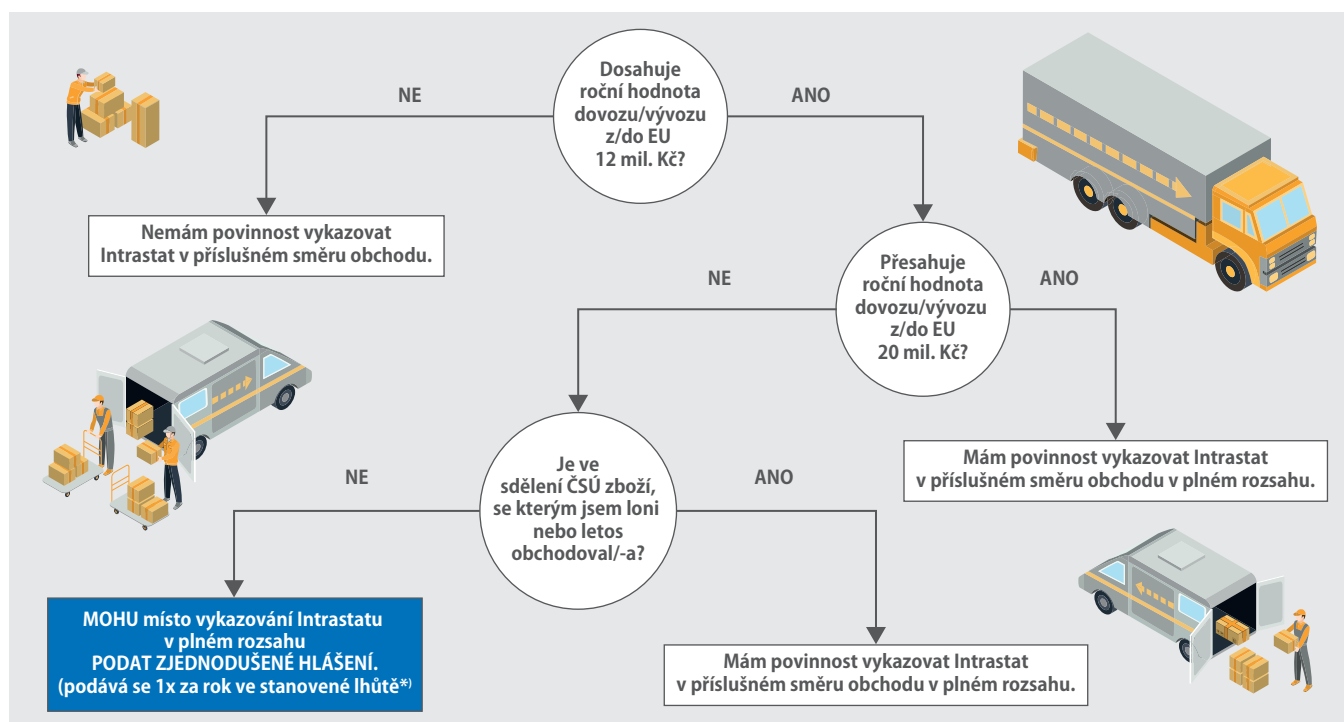 Dosahuje
roční hodnota
dovozu/vývozu
z/do EU
12 mil. Kč?
NE
ANO
Nemám povinnost vykazovat
Intrastat v příslušném směru obchodu.
Přesahuje
roční hodnota
dovozu/vývozu
z/do EU
20 mil. Kč?
NE
ANO
Mám povinnost vykazovat Intrastat
v příslušném směru obchodu v plném rozsahu.
Je ve
sdělení ČSÚ zboží,
se kterým jsem loni
nebo letos
obchodoval/-a?
NE
ANO
MOHU místo vykazování Intrastatu
v plném rozsahu
PODAT ZJEDNODUŠENÉ HLÁŠENÍ.
(podává se 1x za rok ve stanovené lhůtě*)
Mám povinnost vykazovat Intrastat
v příslušném směru obchodu v plném rozsahu.